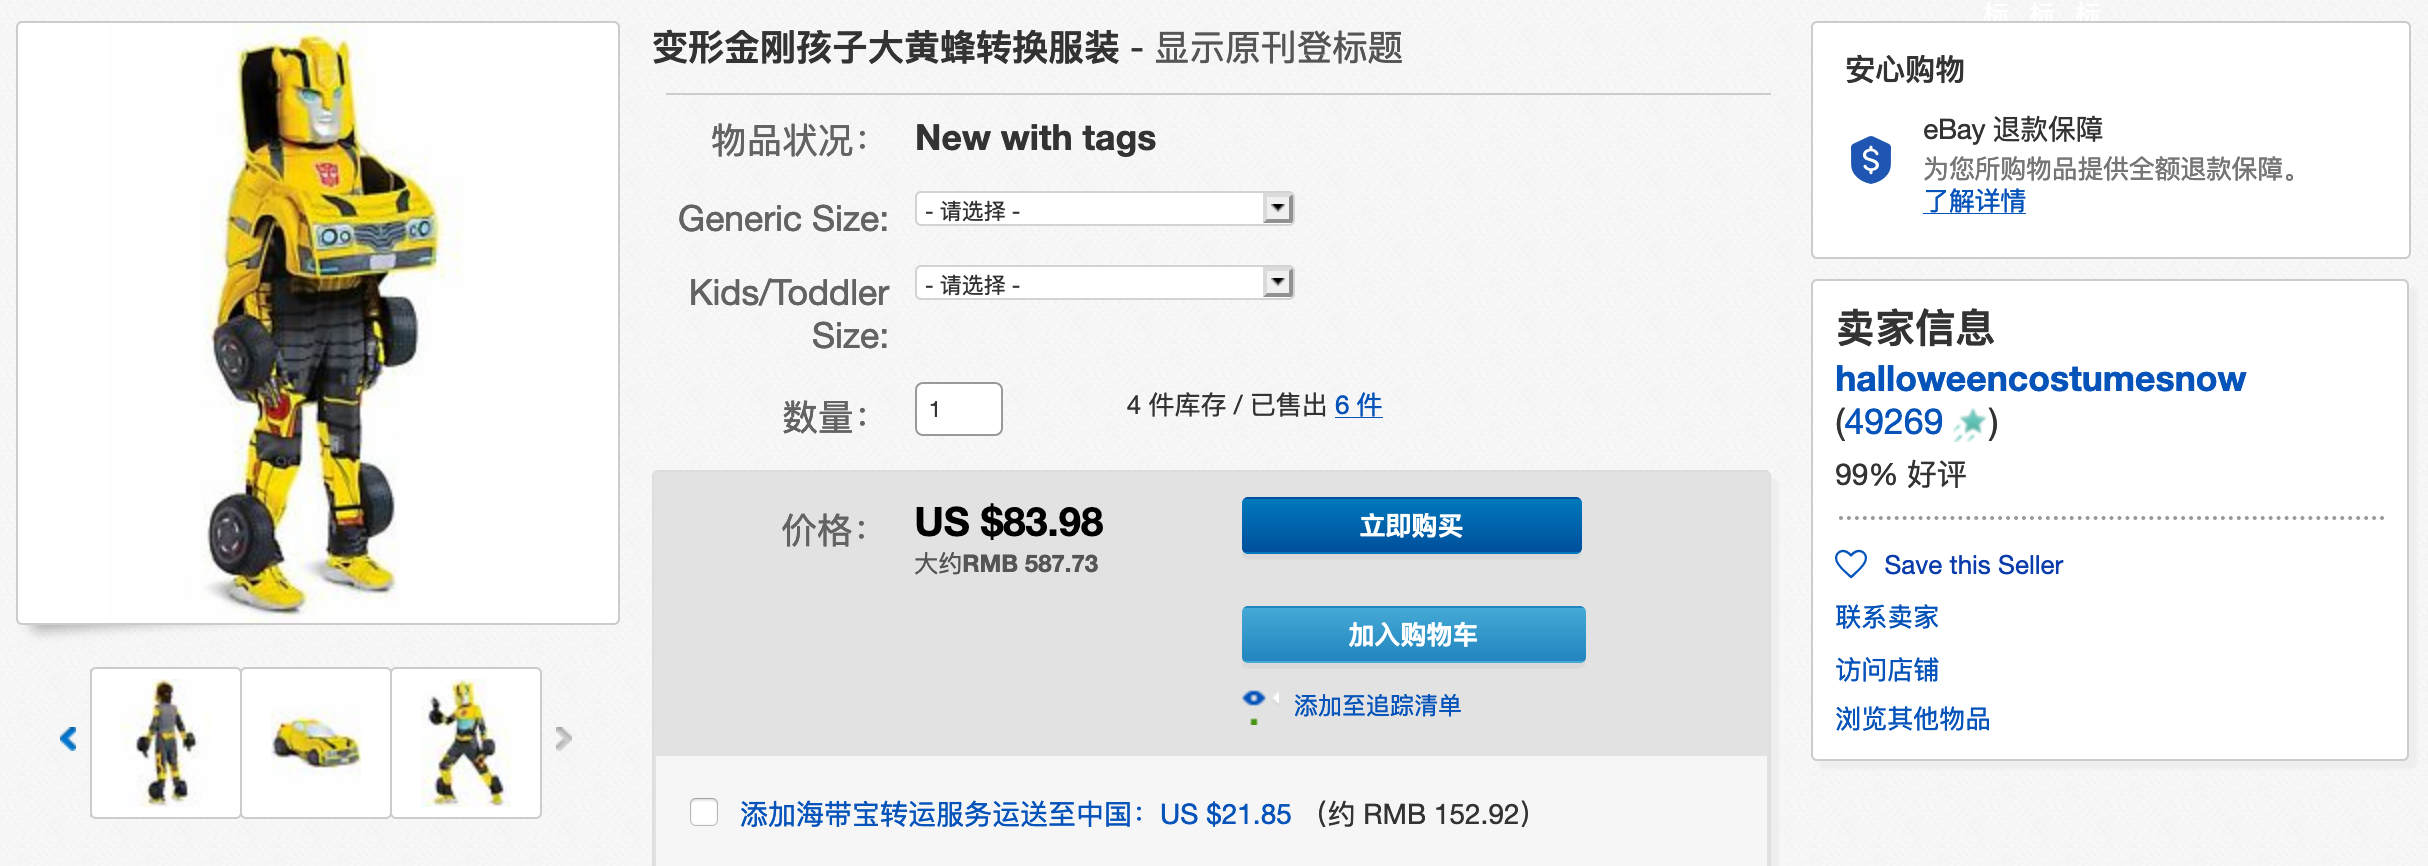 变形金刚孩子大黄蜂转换服装 - 显示原刊登标题
物品状况： New with tags
Generic Size: - 请选择 -
Kids/Toddler Size: - 请选择 -
数量： 1 4 件库存 / 已售出 6 件
价格： US $83.98
大约RMB 587.73
立即购买
加入购物车
添加至追踪清单
添加海带宝转运服务运送至中国： US $21.85 （约 RMB 152.92）
安心购物
eBay 退款保障
为您所购物品提供全额退款保障。
了解详情
卖家信息
halloweencostumesnow
(49269 )
99% 好评
Save this Seller
联系卖家
访问店铺
浏览其他物品